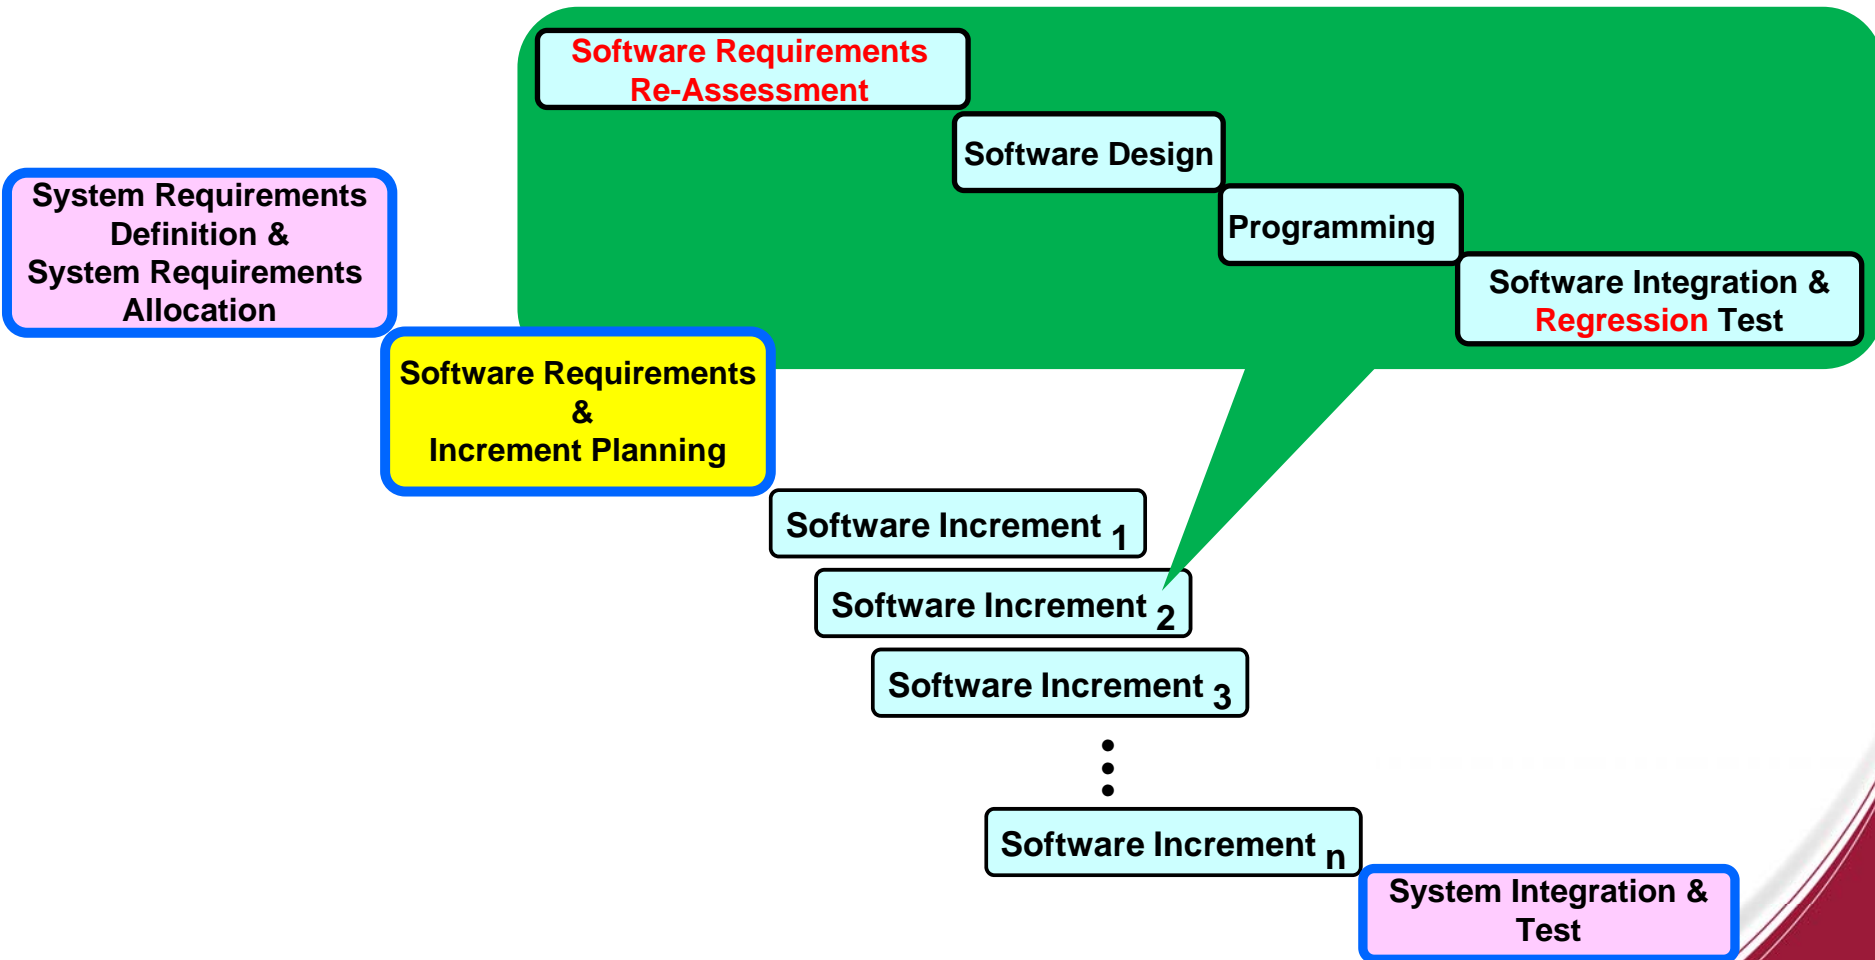 Software Requirements
Re-Assessment
Software Design
Programming
Software Integration &
Regression Test
System Requirements
Definition &
System Requirements
Allocation
Software Requirements
&
Increment Planning
Software Increment 1
Software Increment 2
Software Increment 3
Software Increment n
System Integration &
Test